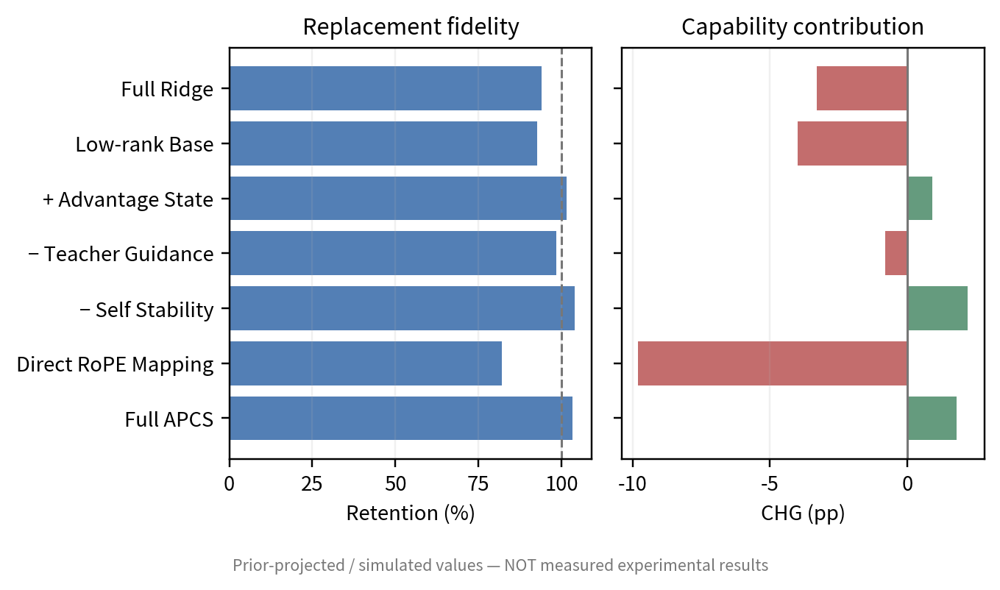 Replacement fidelity
Capability contribution
Full Ridge
Low-rank Base
+ Advantage State
− Teacher Guidance
− Self Stability
Direct RoPE Mapping
Full APCS
0 25 50 75 100
-10 -5 0
Retention (%)
CHG (pp)
Prior-projected / simulated values — NOT measured experimental results